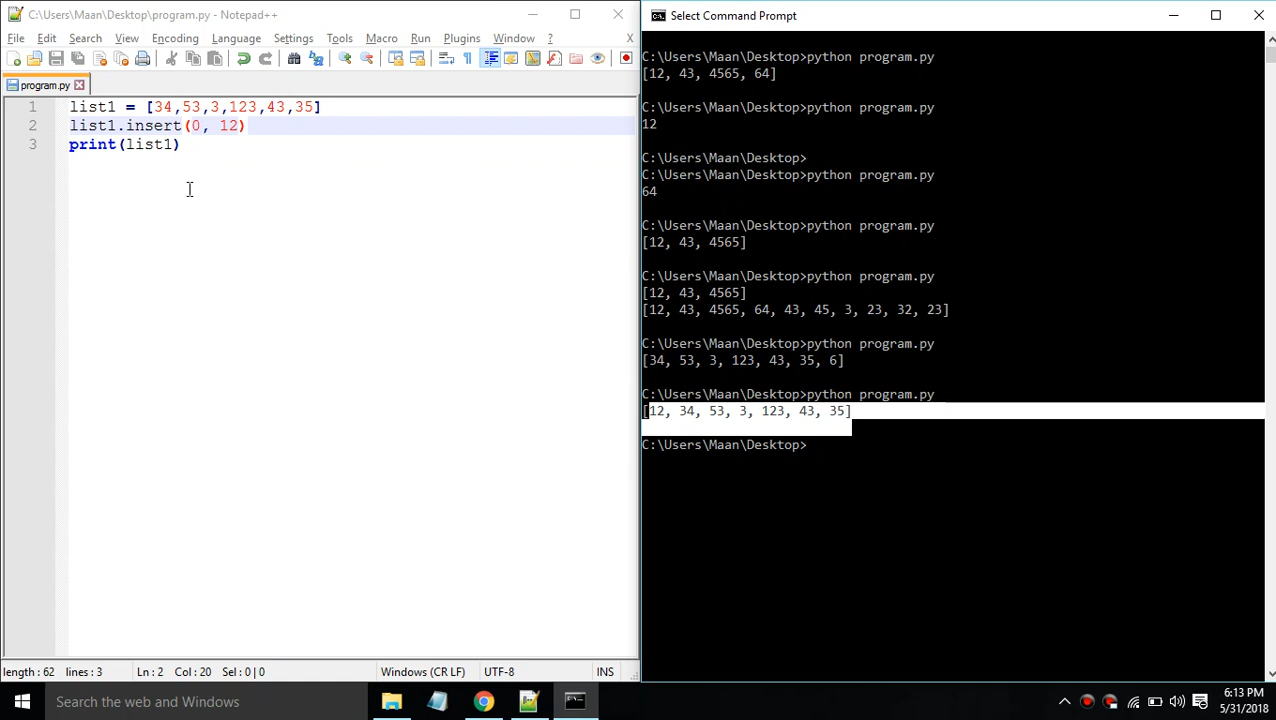 C:\Users\Maan\Desktop\program.py - Notepad++
File Edit Search View Encoding Language Settings Tools Macro Run Plugins Window ? X
program.py
1 list1 = [34,53,3,123,43,35]
2 list1.insert(0, 12)
3 print(list1)
length : 62 lines : 3 Ln : 2 Col : 20 Sel : 0 | 0 Windows (CR LF) UTF-8 INS
Select Command Prompt
C:\Users\Maan\Desktop>python program.py
[12, 43, 4565, 64]
C:\Users\Maan\Desktop>python program.py
12
C:\Users\Maan\Desktop>
C:\Users\Maan\Desktop>python program.py
64
C:\Users\Maan\Desktop>python program.py
[12, 43, 4565]
C:\Users\Maan\Desktop>python program.py
[12, 43, 4565]
[12, 43, 4565, 64, 43, 45, 3, 23, 32, 23]
C:\Users\Maan\Desktop>python program.py
[34, 53, 3, 123, 43, 35, 6]
C:\Users\Maan\Desktop>python program.py
[12, 34, 53, 3, 123, 43, 35]
C:\Users\Maan\Desktop>
Search the web and Windows
6:13 PM
5/31/2018